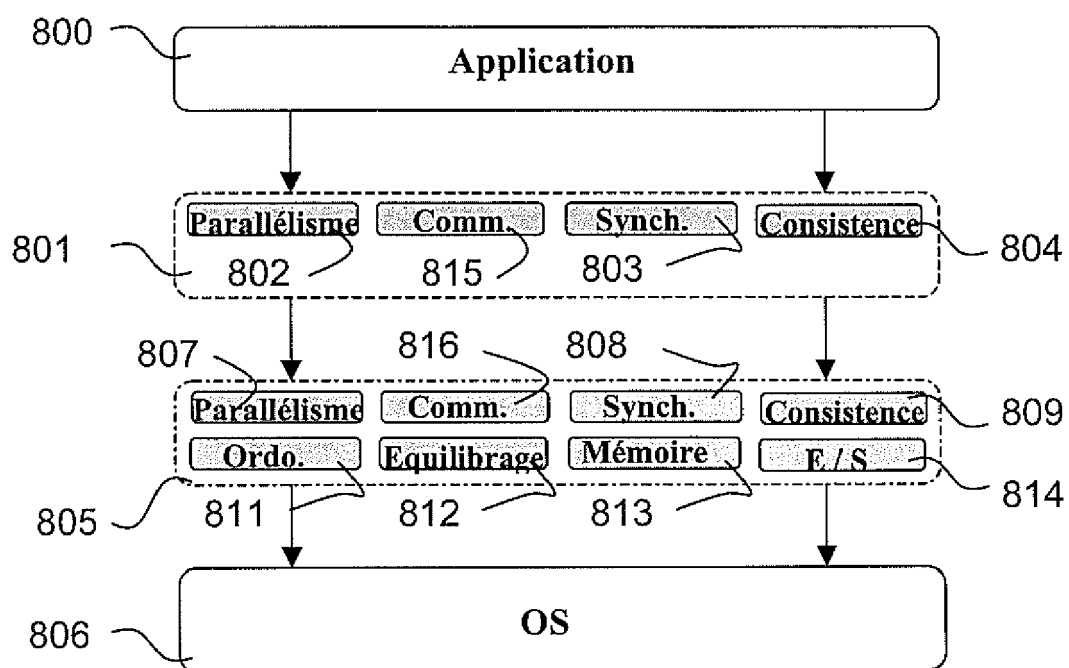 800
Application
Parallélisme Comm. Synch. Consistence
801
802 815 803 804
807 816 808
Parallélisme Comm. Synch. Consistence
809
Ordo. Equilibrage Mémoire E / S
805 811 812 813 814
OS
806